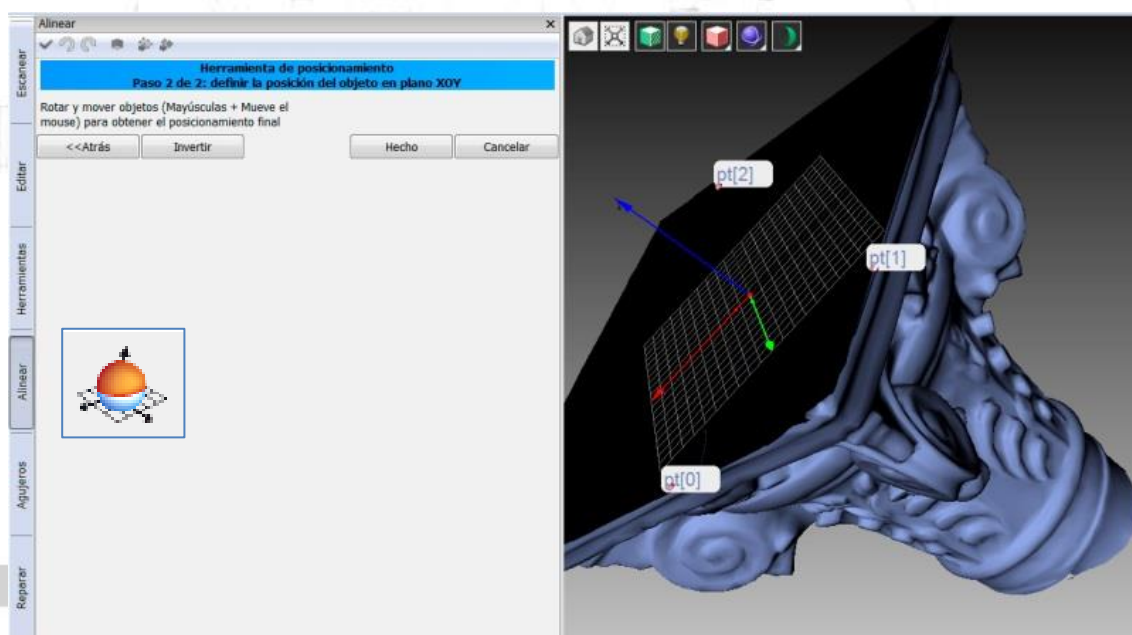 Alinear
Herramienta de posicionamiento
Paso 2 de 2: definir la posición del objeto en plano XOY
Rotar y mover objetos (Mayúsculas + Mueve el
mouse) para obtener el posicionamiento final
<<Atrás
Invertir
Hecho
Cancelar
Escanear
Editar
Herramientas
Alinear
Agujeros
Reparar
pt[2]
pt[1]
pt[0]